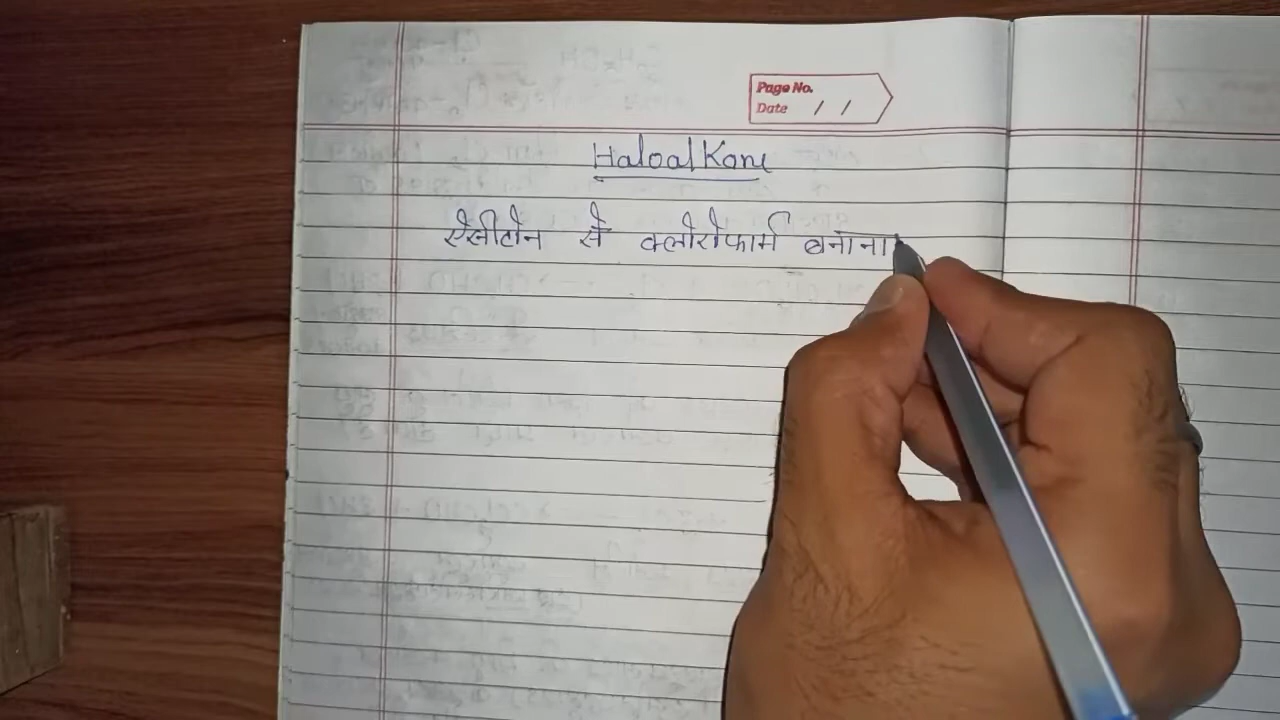 Page No.
Date / /
Haloalkane
ऐसीटोन से क्लोरोफार्म बनाना